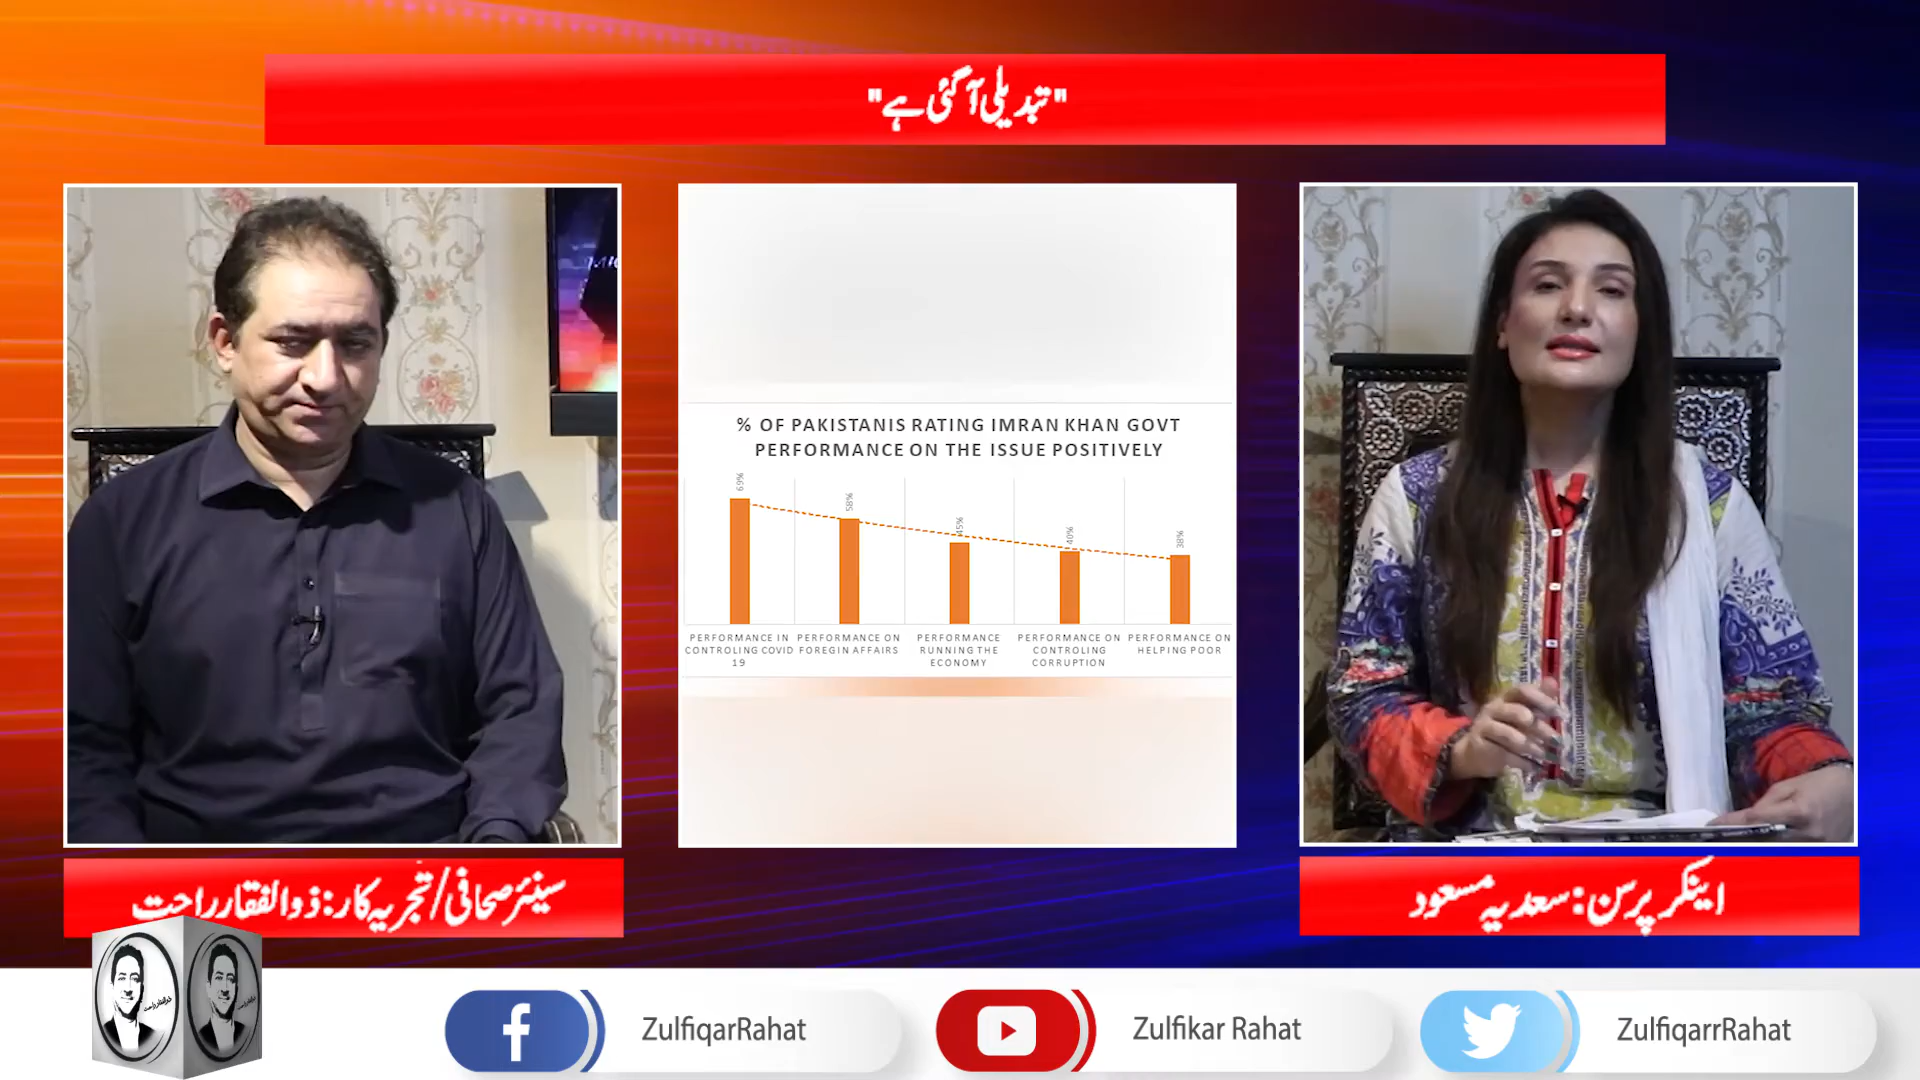 "تبدیلی آ گئی ہے"
% OF PAKISTANIS RATING IMRAN KHAN GOVT
PERFORMANCE ON THE ISSUE POSITIVELY
69%
58%
45%
40%
38%
PERFORMANCE IN
CONTROLING COVID
19
PERFORMANCE ON
FOREGIN AFFAIRS
PERFORMANCE
RUNNING THE
ECONOMY
PERFORMANCE ON
CONTROLING
CORRUPTION
PERFORMANCE ON
HELPING POOR
سینئر صحافی/تجزیہ کار: ذوالفقار راحت
اینکر پرسن: سعدیہ مسعود
ZulfiqarRahat
Zulfikar Rahat
ZulfiqarrRahat